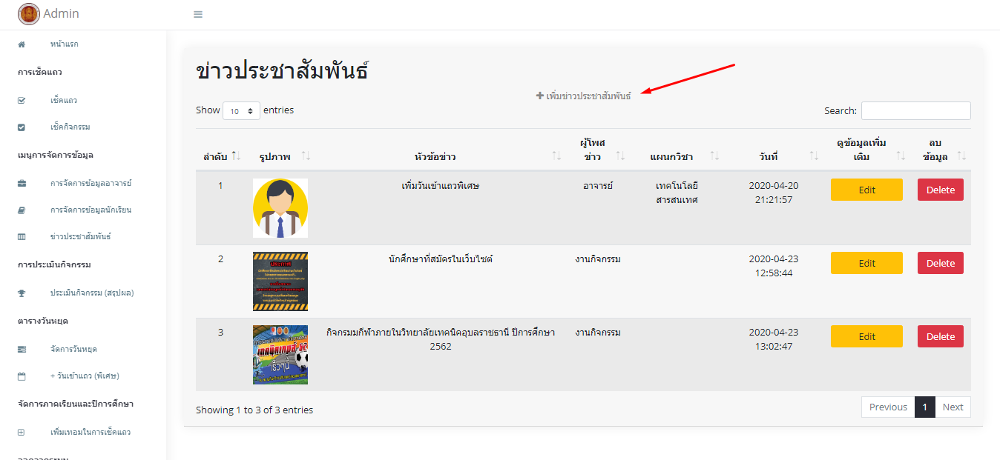 Admin
หน้าแรก
การเช็คแถว
เช็คแถว
เช็คกิจกรรม
เมนูการจัดการข้อมูล
การจัดการข้อมูลอาจารย์
การจัดการข้อมูลนักเรียน
ข่าวประชาสัมพันธ์
การประเมินกิจกรรม
ประเมินกิจกรรม (สรุปผล)
ตารางวันหยุด
จัดการวันหยุด
+ วันเข้าแถว (พิเศษ)
จัดการภาคเรียนและปีการศึกษา
เพิ่มเทอมในการเช็คแถว
ข่าวประชาสัมพันธ์
+ เพิ่มข่าวประชาสัมพันธ์
Show 10 entries
Search:
ลำดับ รูปภาพ หัวข้อข่าว ผู้โพส
ข่าว แผนกวิชา วันที่ ดูข้อมูลเพิ่ม
เติม ลบ
ข้อมูล
1 เพิ่มวันเข้าแถวพิเศษ อาจารย์ เทคโนโลยี
สารสนเทศ 2020-04-20
21:21:57 Edit Delete
2 ประกาศ นักศึกษาที่สมัครในเว็บไซต์ งานกิจกรรม 2020-04-23
12:58:44 Edit Delete
3 เร็วๆนี้ กิจกรมมกีฬาภายในวิทยาลัยเทคนิคอุบลราชธานี ปีการศึกษา
2562 งานกิจกรรม 2020-04-23
13:02:47 Edit Delete
Showing 1 to 3 of 3 entries
Previous 1 Next